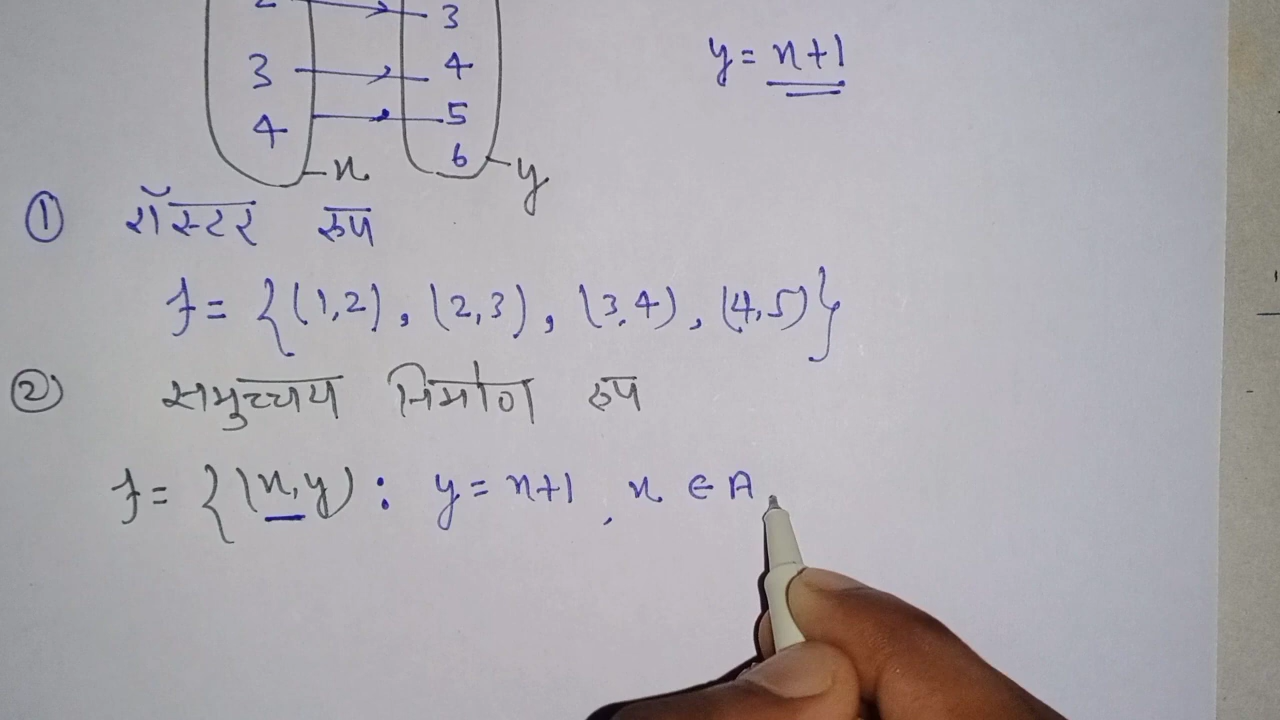 3
y = x+1
3 4
4 5
6
x y
① रॉस्टर रुप
f = {(1,2), (2,3), (3,4), (4,5)}
② समुच्चय निर्माण रुप
f = {(x,y) : y = x+1, x ∈ A